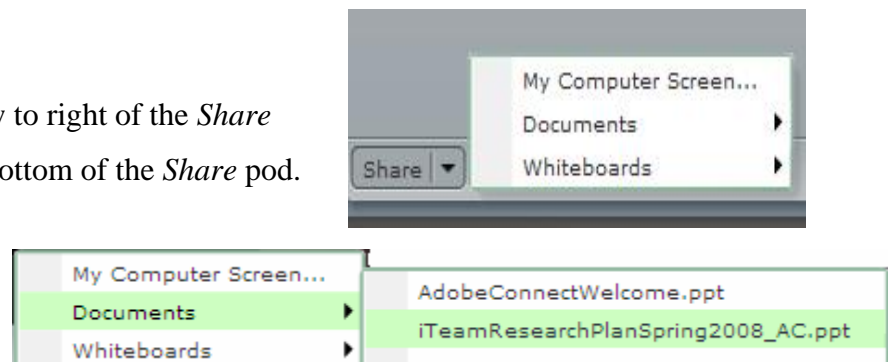 My Computer Screen...
to right of the Share
Documents
ottom of the Share pod.
Share
Whiteboards
My Computer Screen...
Documents
Whiteboards
AdobeConnectWelcome.ppt
iTeamResearchPlanSpring2008_AC.ppt